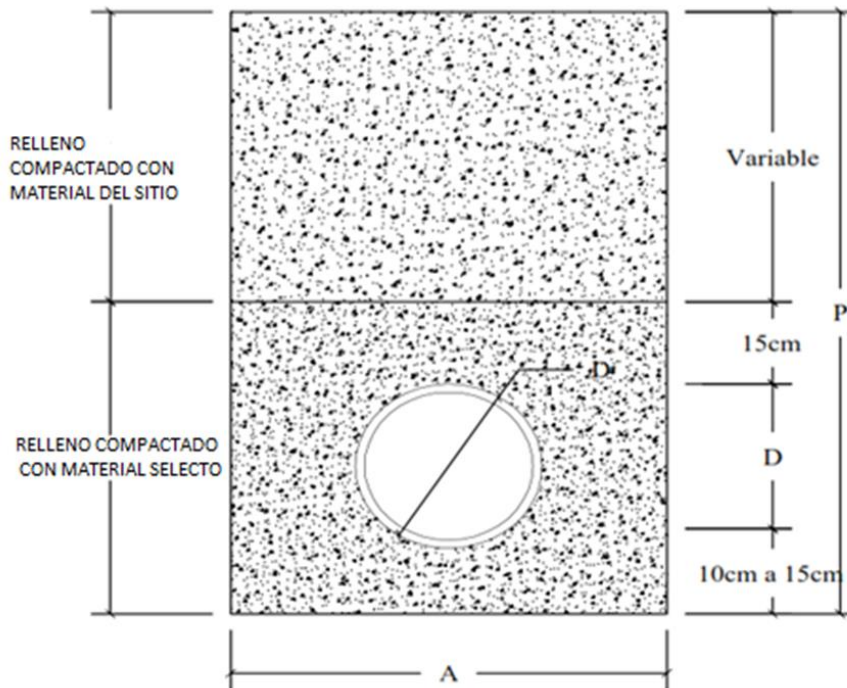 RELLENO
COMPACTADO CON
MATERIAL DEL SITIO
Variable
P
15cm
D
RELLENO COMPACTADO
CON MATERIAL SELECTO
D
10cm a 15cm
A